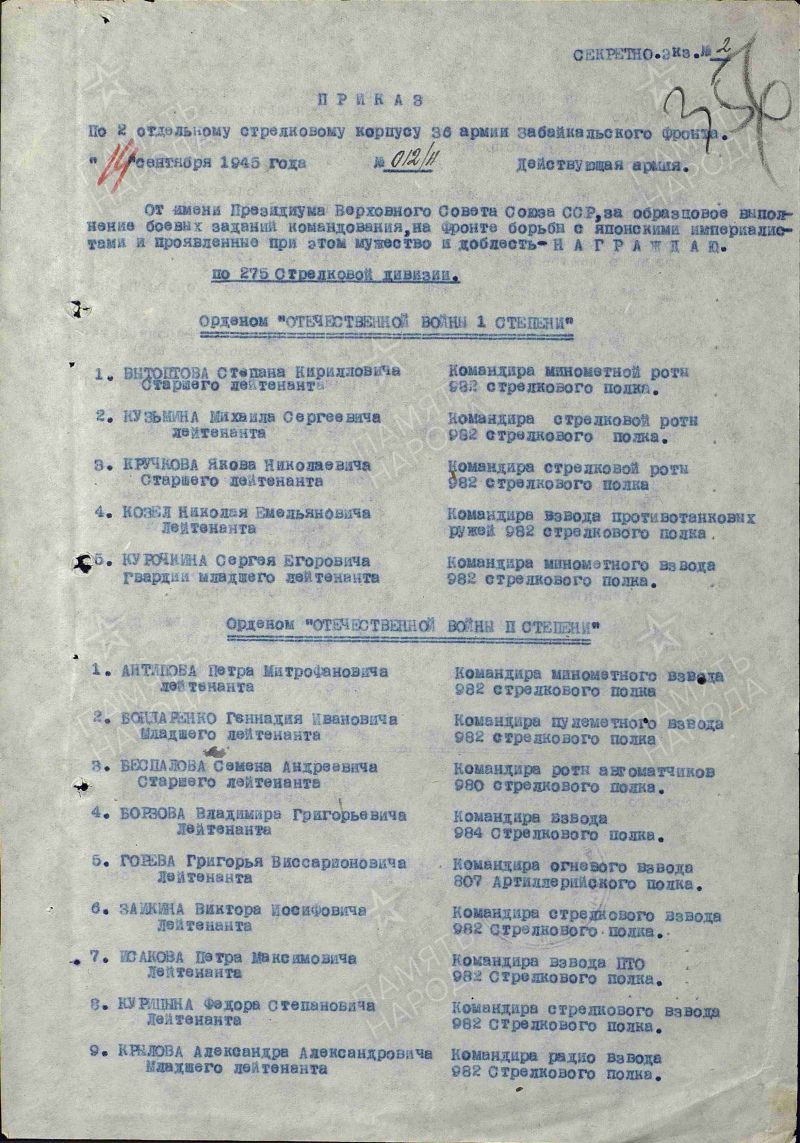 СЕКРЕТНО. Экз. № 2
ПРИКАЗ
По 2 отдельному стрелковому корпусу 36 армии Забайкальского Фронта.
" 14 " сентября 1945 года № 012/н Действующая армия.
От имени Президиума Верховного Совета Союза ССР, за образцовое выпол-
нение боевых заданий командования, на фронте борьбы с японскими империалис-
тами и проявленные при этом мужество и доблесть- Н А Г Р А Ж Д А Ю.
по 275 Стрелковой дивизии.
Орденом "ОТЕЧЕСТВЕННОЙ ВОЙНЫ 1 СТЕПЕНИ"
1. Степана Кирилловича Командира минометной роты
Старшего лейтенанта 982 стрелкового полка.
2. КУЗЬМИНА Михаила Сергеевича Командира стрелковой роты
лейтенанта 982 стрелкового полка.
3. КРУЧКОВА Якова Николаевича Командира стрелковой роты
Старшего лейтенанта 982 стрелкового полка
4. КОЗЕЛ Николая Емельяновича Командира взвода противотанковых
Лейтенанта ружей 982 стрелкового полка.
5. КУРОЧКИНА Сергея Егоровича Командира минометного взвода
Гвардии младшего лейтенанта 982 стрелкового полка.
Орденом "ОТЕЧЕСТВЕННОЙ ВОЙНЫ II СТЕПЕНИ"
1. АНТИПОВА Петра Митрофановича Командира минометного взвода
лейтенанта 982 стрелкового полка
2. БОНДАРЕНКО Геннадия Ивановича Командира пулеметного взвода
Младшего лейтенанта 982 стрелкового полка
3. БЕСПАЛОВА Семена Андреевича Командира роты автоматчиков
Старшего лейтенанта 980 стрелкового полка.
4. БОРЗОВА Владимира Григорьевича Командира взвода
Лейтенанта 984 Стрелкового полка.
5. ГОРЕВА Григорья Виссарионовича Командира огневого взвода
Лейтенанта 807 Артиллерийского полка.
6. ЗАИКИНА Виктора Иосифовича Командира стрелкового взвода
Лейтенанта 982 Стрелкового полка.
7. ИСАКОВА Петра Максимовича Командира взвода ПТО
Лейтенанта 982 Стрелкового полка.
8. КУРИЦЫНА Федора Степановича Командира стрелкового взвода
Лейтенанта 982 Стрелкового полка.
9. КРЫЛОВА Александра Александровича Командира радио взвода
Младшего лейтенанта 982 Стрелкового полка.
ПАМЯТЬ НАРОДА